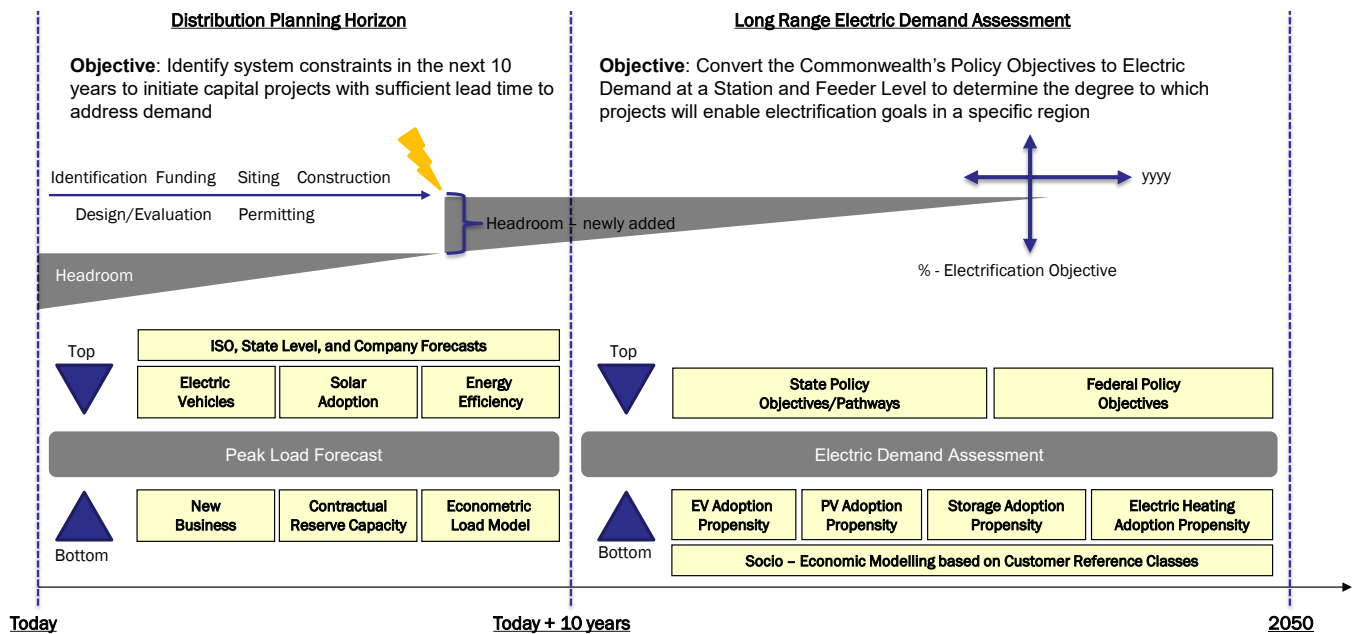 Distribution Planning Horizon
Long Range Electric Demand Assessment
Objective: Identify system constraints in the next 10
years to initiate capital projects with sufficient lead time to
address demand
Objective: Convert the Commonwealth's Policy Objectives to Electric
Demand at a Station and Feeder Level to determine the degree to which
projects will enable electrification goals in a specific region
Identification Funding Siting Construction
Design/Evaluation Permitting
yyyy
Headroom – newly added
Headroom
% - Electrification Objective
Top
ISO, State Level, and Company Forecasts
Electric
Vehicles
Solar
Adoption
Energy
Efficiency
Peak Load Forecast
New
Business
Contractual
Reserve Capacity
Econometric
Load Model
Bottom
Top
State Policy
Objectives/Pathways
Federal Policy
Objectives
Electric Demand Assessment
EV Adoption
Propensity
PV Adoption
Propensity
Storage Adoption
Propensity
Electric Heating
Adoption Propensity
Bottom
Socio – Economic Modelling based on Customer Reference Classes
Today
Today + 10 years
2050